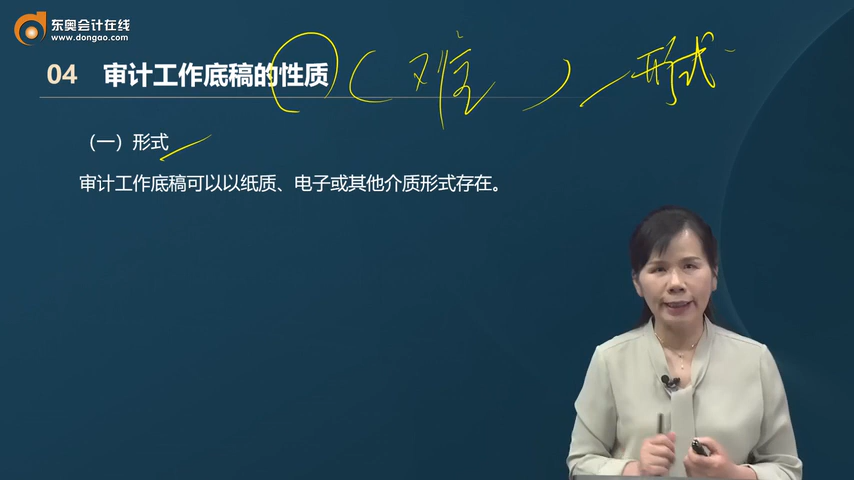 东奥会计在线
www.dongao.com
04 审计工作底稿的性质 (难) 形式
（一）形式
审计工作底稿可以以纸质、电子或其他介质形式存在。